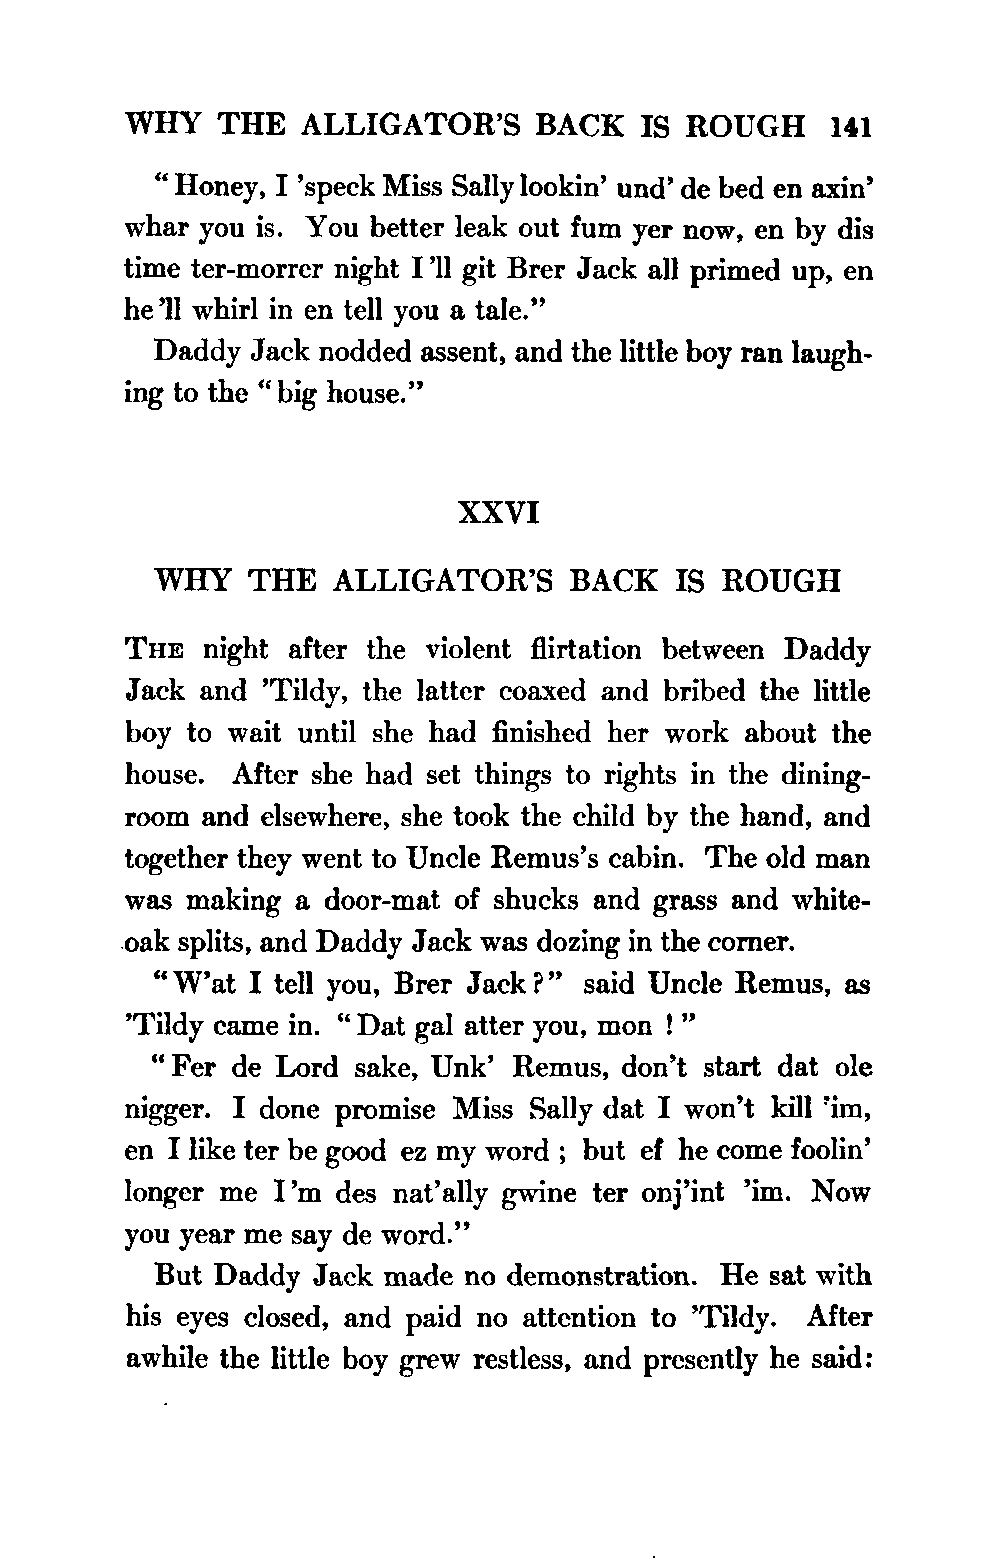 WHY THE ALLIGATOR'S BACK IS ROUGH 141
"Honey, I 'speck Miss Sally lookin' und' de bed en axin'
whar you is. You better leak out fum yer now, en by dis
time ter-morrer night I'll git Brer Jack all primed up, en
he'll whirl in en tell you a tale."
Daddy Jack nodded assent, and the little boy ran laugh-
ing to the "big house."
XXVI
WHY THE ALLIGATOR'S BACK IS ROUGH
THE night after the violent flirtation between Daddy
Jack and 'Tildy, the latter coaxed and bribed the little
boy to wait until she had finished her work about the
house. After she had set things to rights in the dining-
room and elsewhere, she took the child by the hand, and
together they went to Uncle Remus's cabin. The old man
was making a door-mat of shucks and grass and white-
oak splits, and Daddy Jack was dozing in the corner.
"W'at I tell you, Brer Jack?" said Uncle Remus, as
'Tildy came in. "Dat gal atter you, mon!"
"Fer de Lord sake, Unk' Remus, don't start dat ole
nigger. I done promise Miss Sally dat I won't kill 'im,
en I like ter be good ez my word; but ef he come foolin'
longer me I'm des nat'ally gwine ter onj'int 'im. Now
you year me say de word."
But Daddy Jack made no demonstration. He sat with
his eyes closed, and paid no attention to 'Tildy. After
awhile the little boy grew restless, and presently he said: